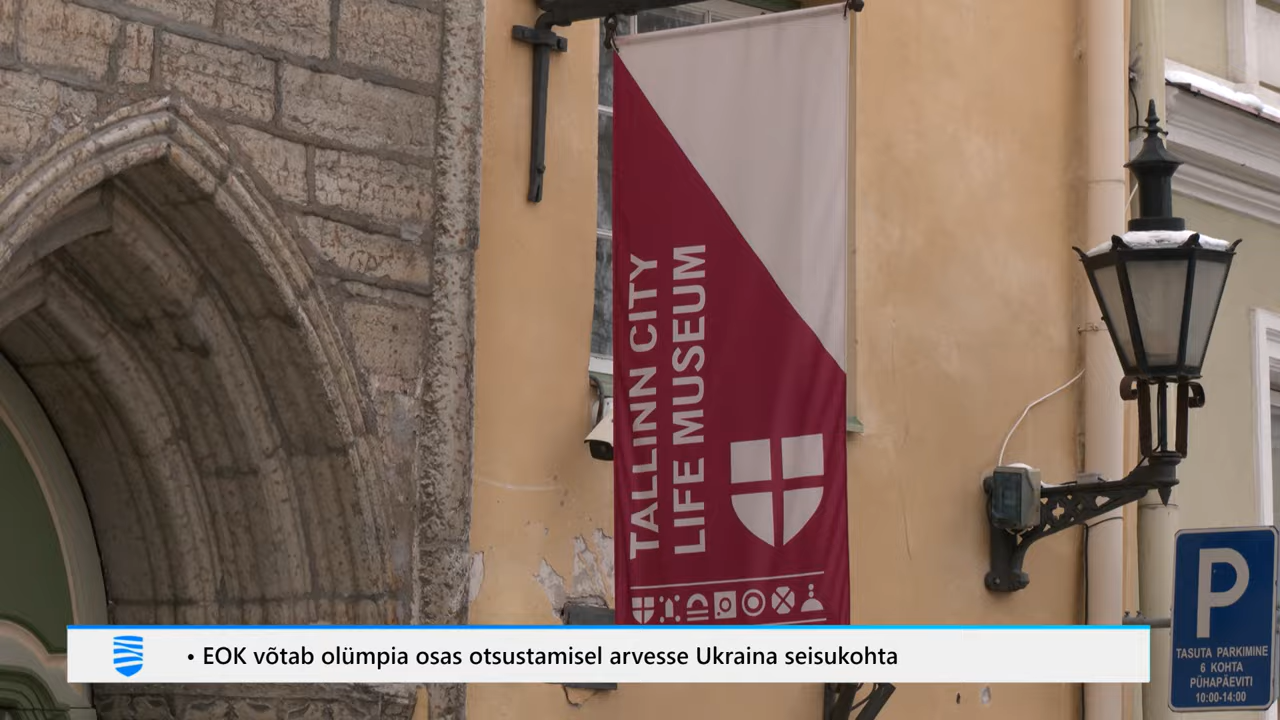 TALLINN CITY
LIFE MUSEUM
P
TASUTA PARKIMINE
6 KOHTA
PÜHAPÄEVITI
10:00-14:00
• EOK võtab olümpia osas otsustamisel arvesse Ukraina seisukohta